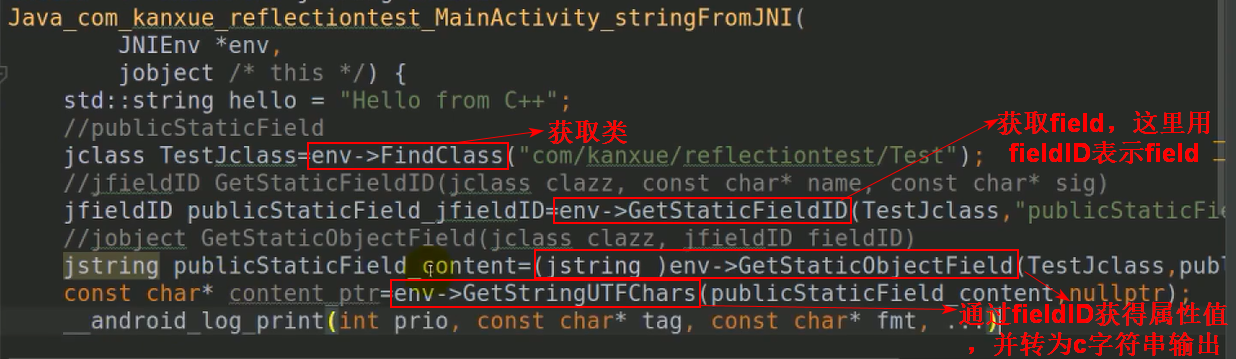 Java_com_kanxue_reflectiontest_MainActivity_stringFromJNI(
JNIEnv *env,
jobject /* this */) {
std::string hello = "Hello from C++";
//publicStaticField
获取类
获取field，这里用
fieldID表示field
jclass TestJclass=env->FindClass("com/kanxue/reflectiontest/Test");
//jfieldID GetStaticFieldID(jclass clazz, const char* name, const char* sig)
jfieldID publicStaticField_jfieldID=env->GetStaticFieldID(TestJclass,"publicStaticFie
//jobject GetStaticObjectField(jclass clazz, jfieldID fieldID)
jstring publicStaticField_content=(jstring )env->GetStaticObjectField(TestJclass,publ
const char* content_ptr=env->GetStringUTFChars(publicStaticField_content,nullptr);
__android_log_print(int prio, const char* tag, const char* fmt, ...)
通过fieldID获得属性值
，并转为c字符串输出